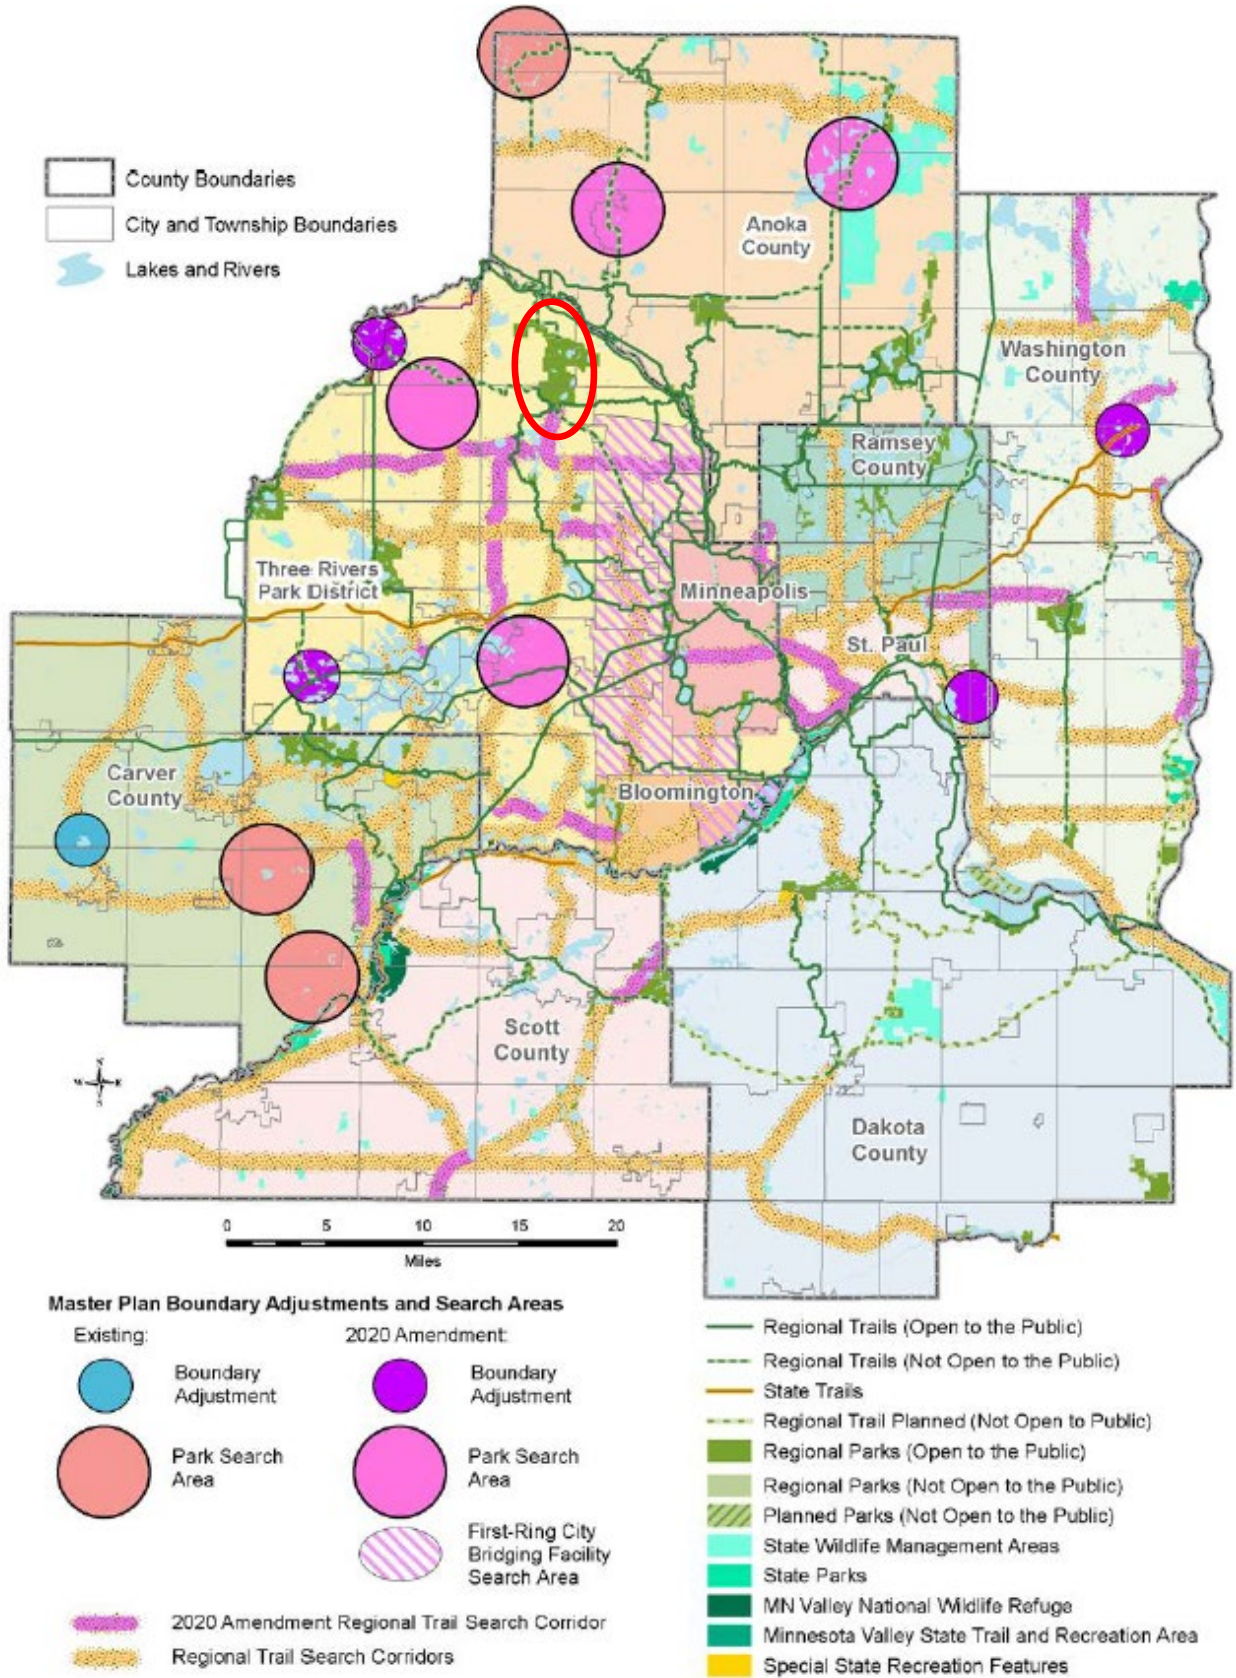 County Boundaries
City and Township Boundaries
Lakes and Rivers
Anoka
County
Washington
County
Ramsey
County
Three Rivers
Park District
Minneapolis
St. Paul
Carver
County
Bloomington
Scott
County
Dakota
County
N
W
E
S
0 5 10 15 20
Miles
Master Plan Boundary Adjustments and Search Areas
Existing:
Boundary
Adjustment
Park Search
Area
2020 Amendment:
Boundary
Adjustment
Park Search
Area
First-Ring City
Bridging Facility
Search Area
2020 Amendment Regional Trail Search Corridor
Regional Trail Search Corridors
Regional Trails (Open to the Public)
Regional Trails (Not Open to the Public)
State Trails
Regional Trail Planned (Not Open to Public)
Regional Parks (Open to the Public)
Regional Parks (Not Open to the Public)
Planned Parks (Not Open to the Public)
State Wildlife Management Areas
State Parks
MN Valley National Wildlife Refuge
Minnesota Valley State Trail and Recreation Area
Special State Recreation Features